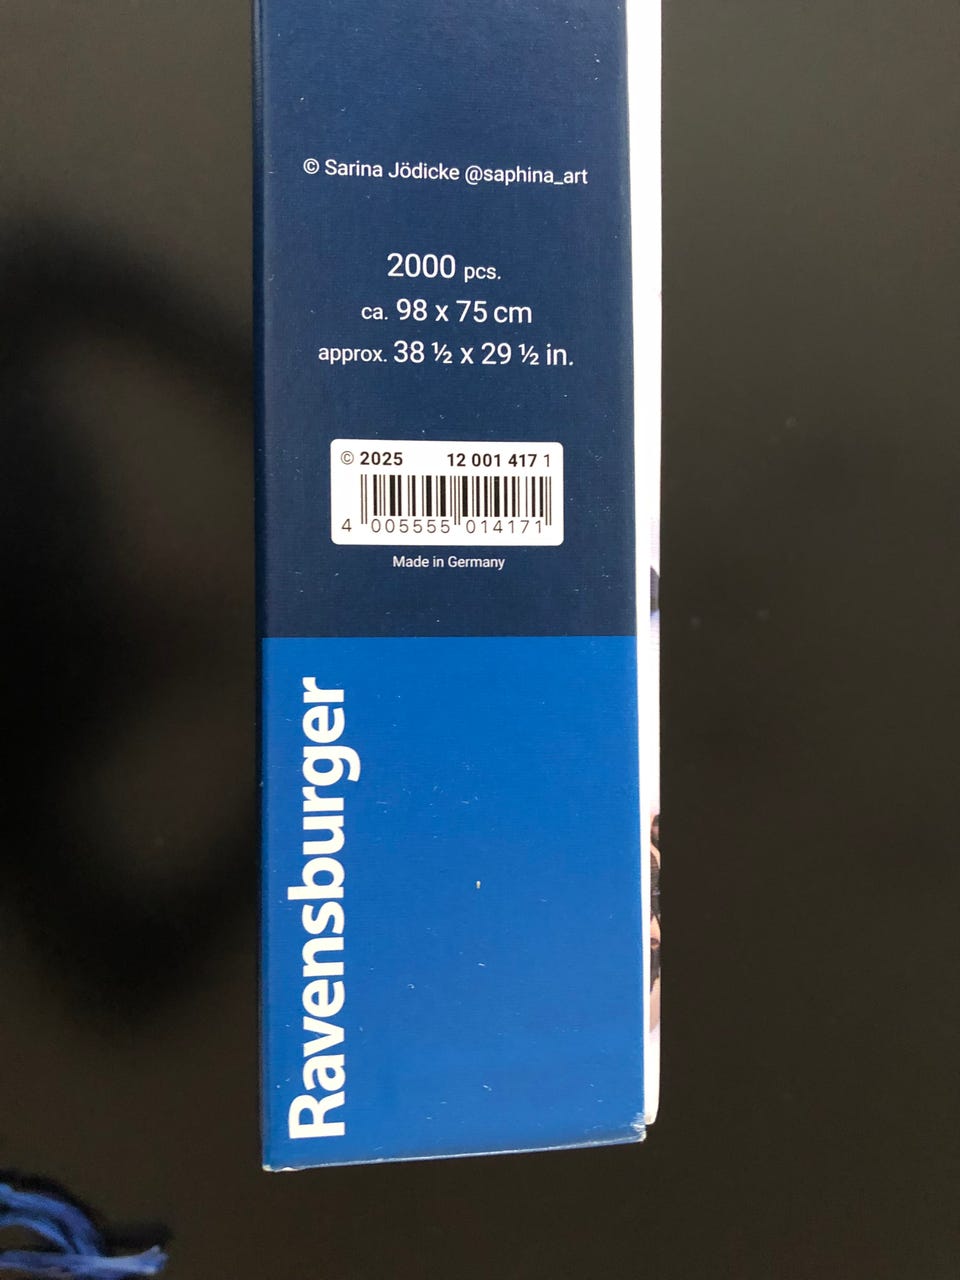 © Sarina Jödicke @saphina_art
2000 pcs.
ca. 98 x 75 cm
approx. 38 ½ x 29 ½ in.
© 2025 12 001 417 1
4 005555 014171
Made in Germany
Ravensburger